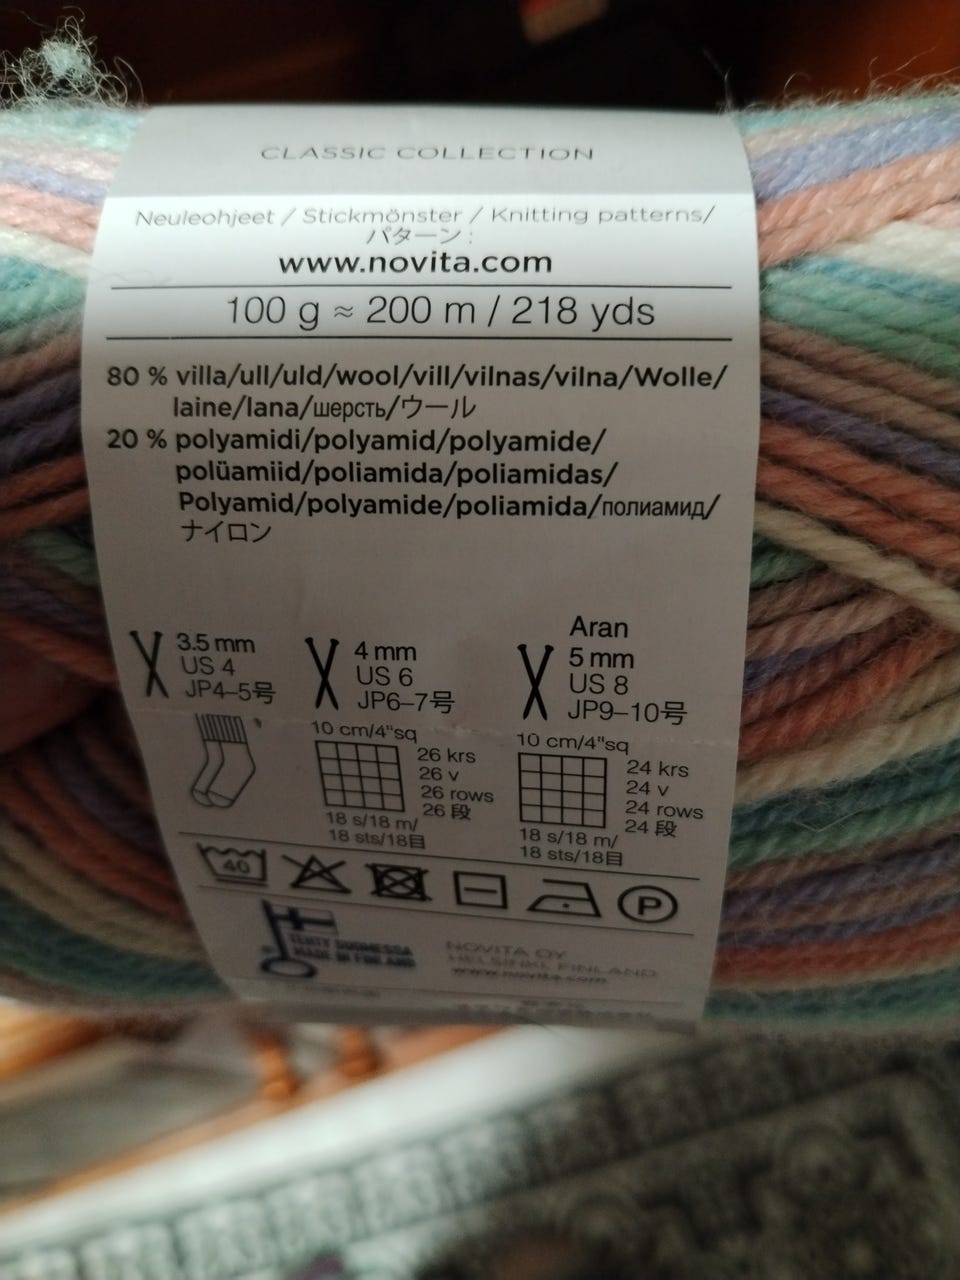 CLASSIC COLLECTION
Neuleohjeet / Stickmönster / Knitting patterns/
パターン:
www.novita.com
100 g ≈ 200 m / 218 yds
80 % villa/ull/uld/wool/vill/vilnas/vilna/Wolle/
laine/lana/шерсть/ウール
20 % polyamidi/polyamid/polyamide/
polüamiid/poliamida/poliamidas/
Polyamid/polyamide/poliamida/полиамид/
ナイロン
3.5 mm
US 4
JP4–5号
4 mm
US 6
JP6–7号
10 cm/4"sq
26 krs
26 v
26 rows
26 段
18 s/18 m/
18 sts/18目
Aran
5 mm
US 8
JP9–10号
10 cm/4"sq
24 krs
24 v
24 rows
24 段
18 s/18 m/
18 sts/18目
40
P
TEHTY SUOMESSA
MADE IN FINLAND
NOVITA OY
HELSINKI, FINLAND
www.novita.com